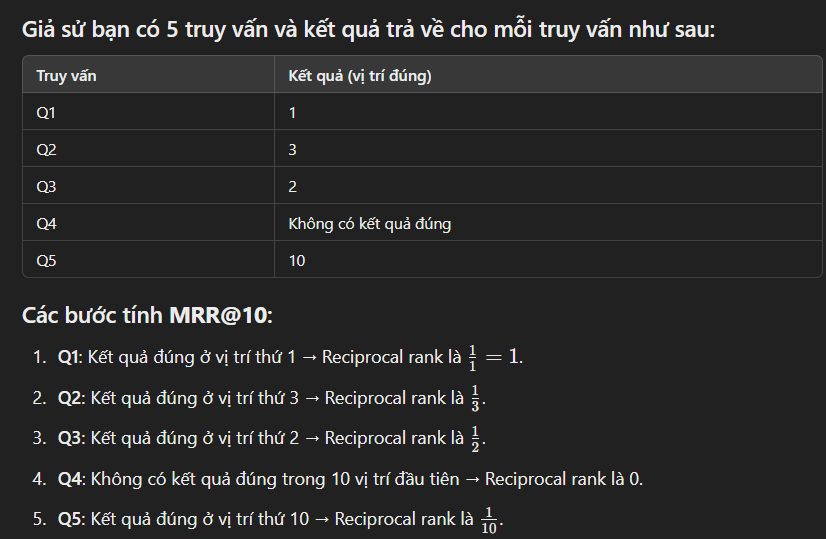 Giả sử bạn có 5 truy vấn và kết quả trả về cho mỗi truy vấn như sau:
Truy vấn Kết quả (vị trí đúng)
Q1 1
Q2 3
Q3 2
Q4 Không có kết quả đúng
Q5 10
Các bước tính MRR@10:
1. Q1: Kết quả đúng ở vị trí thứ 1 → Reciprocal rank là 1/1 = 1.
2. Q2: Kết quả đúng ở vị trí thứ 3 → Reciprocal rank là 1/3.
3. Q3: Kết quả đúng ở vị trí thứ 2 → Reciprocal rank là 1/2.
4. Q4: Không có kết quả đúng trong 10 vị trí đầu tiên → Reciprocal rank là 0.
5. Q5: Kết quả đúng ở vị trí thứ 10 → Reciprocal rank là 1/10.